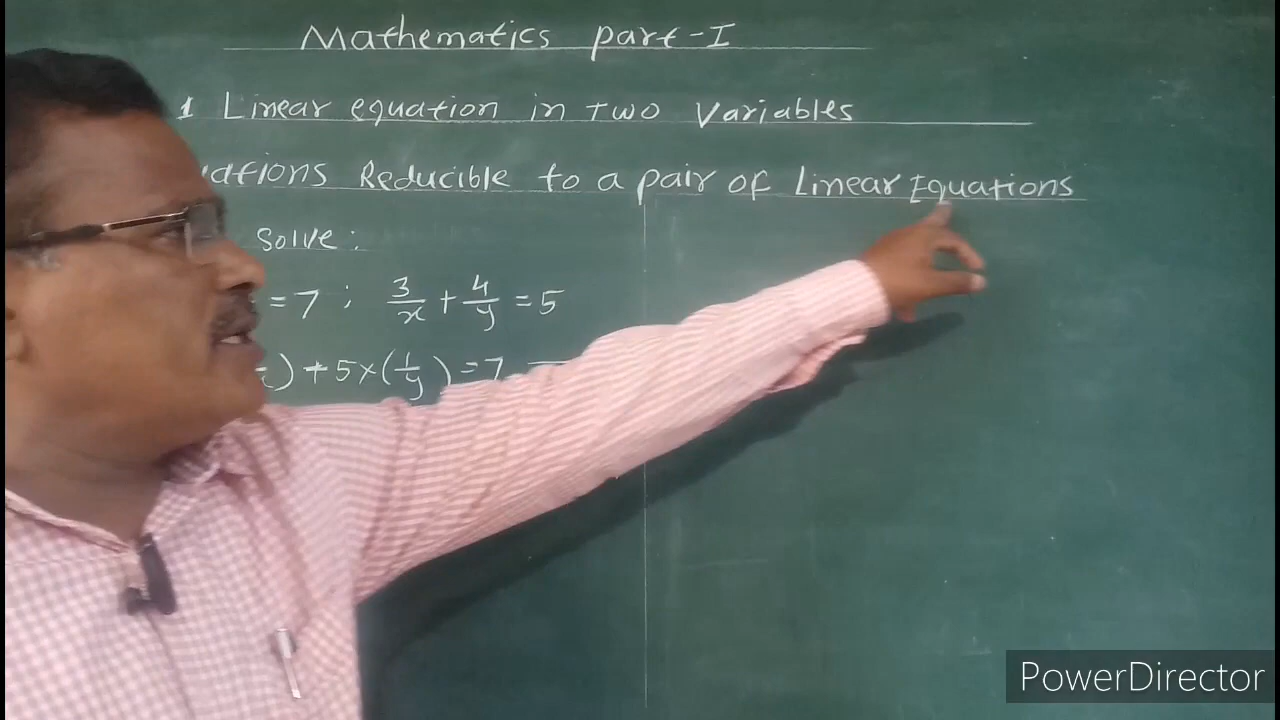 Mathematics part-I
1 Linear equation in two Variables
uations Reducible to a pair of Linear Equations
Solve:
=7 ; 3/x + 4/y = 5
) + 5×(1/y) = 7
PowerDirector